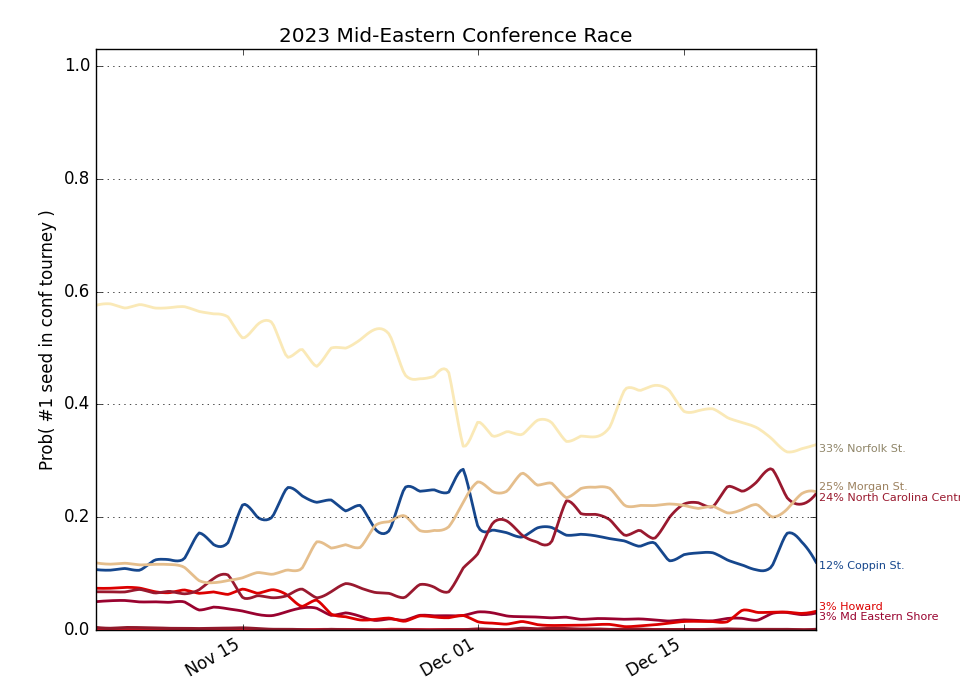 2023 Mid-Eastern Conference Race
Prob( #1 seed in conf tourney )
1.0
0.8
0.6
0.4
0.2
0.0
Nov 15
Dec 01
Dec 15
33% Norfolk St.
25% Morgan St.
24% North Carolina Centr
12% Coppin St.
3% Howard
3% Md Eastern Shore